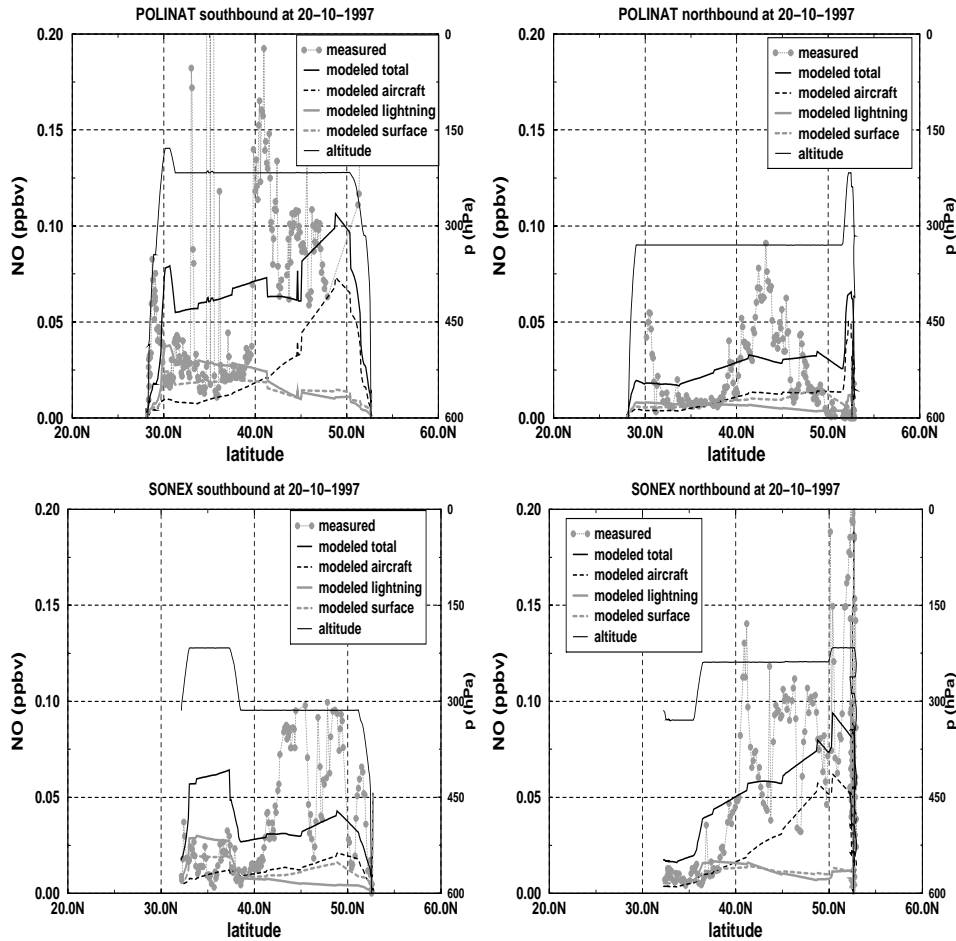 POLINAT southbound at 20−10−1997
0.20
0.15
0.10
0.05
0.00
NO (ppbv)
20.0N 30.0N 40.0N 50.0N 60.0N
latitude
0
150
300
450
600
p (hPa)
measured
modeled total
modeled aircraft
modeled lightning
modeled surface
altitude
POLINAT northbound at 20−10−1997
0.20
0.15
0.10
0.05
0.00
NO (ppbv)
20.0N 30.0N 40.0N 50.0N 60.0N
latitude
0
150
300
450
600
p (hPa)
measured
modeled total
modeled aircraft
modeled lightning
modeled surface
altitude
SONEX southbound at 20−10−1997
0.20
0.15
0.10
0.05
0.00
NO (ppbv)
20.0N 30.0N 40.0N 50.0N 60.0N
latitude
0
150
300
450
600
p (hPa)
measured
modeled total
modeled aircraft
modeled lightning
modeled surface
altitude
SONEX northbound at 20−10−1997
0.20
0.15
0.10
0.05
0.00
NO (ppbv)
20.0N 30.0N 40.0N 50.0N 60.0N
latitude
0
150
300
450
600
p (hPa)
measured
modeled total
modeled aircraft
modeled lightning
modeled surface
altitude